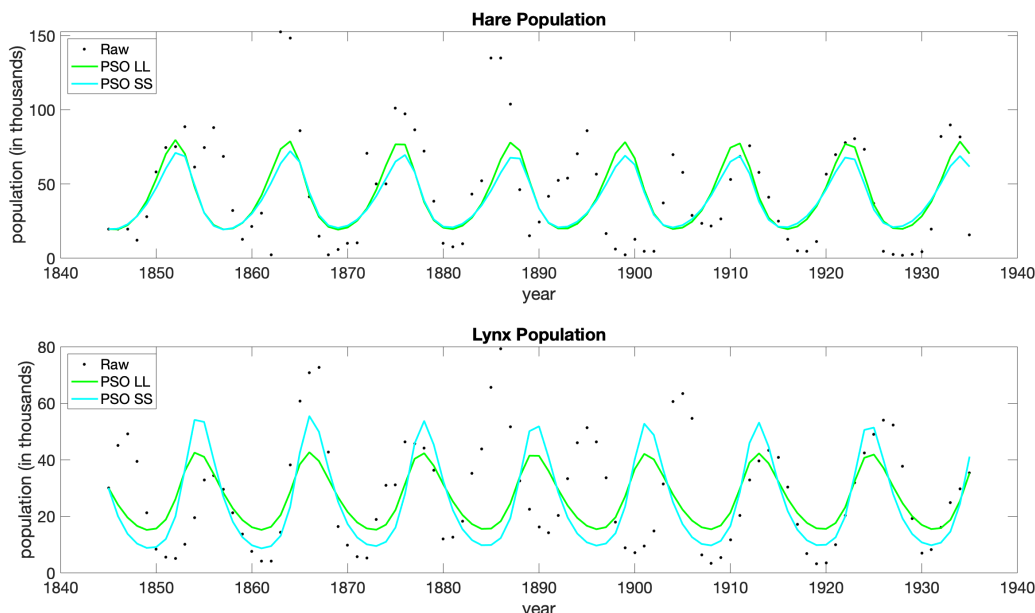 Hare Population
150
100
50
0
population (in thousands)
Raw
PSO LL
PSO SS
1840 1850 1860 1870 1880 1890 1900 1910 1920 1930 1940
year
Lynx Population
80
60
40
20
0
population (in thousands)
Raw
PSO LL
PSO SS
1840 1850 1860 1870 1880 1890 1900 1910 1920 1930 1940
year